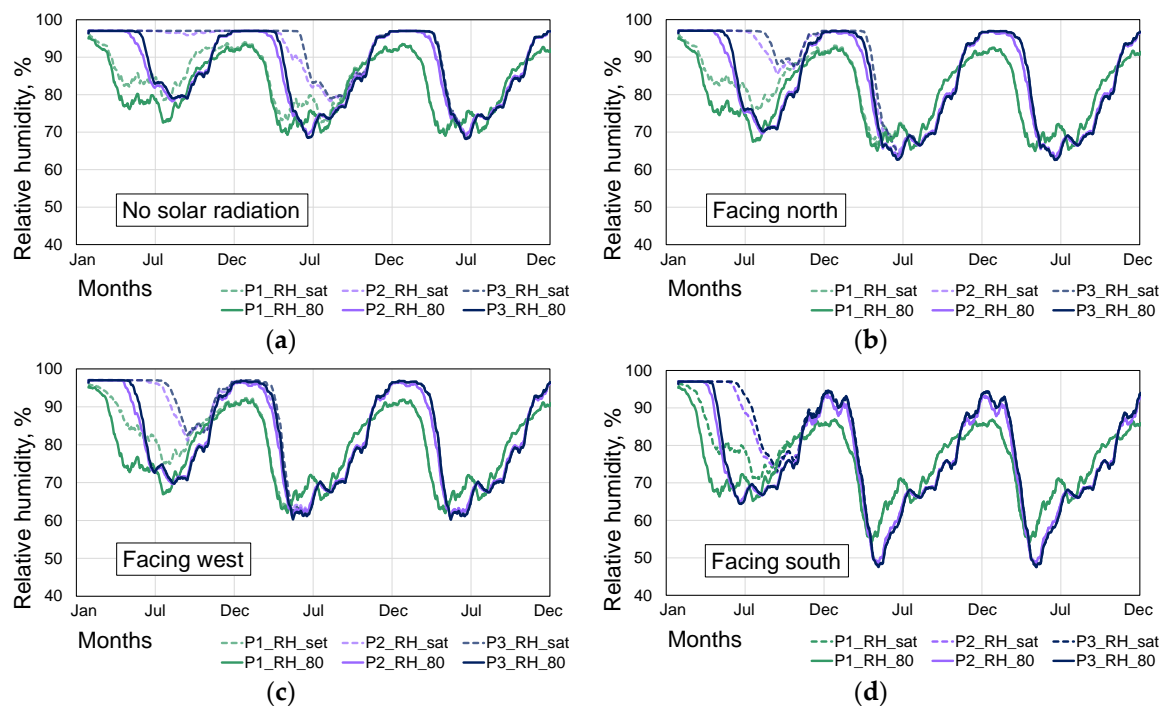 (a)
Relative humidity, %
100
90
80
70
60
50
40
No solar radiation
Jan Jul Dec Jul Dec Jul Dec
Months
P1_RH_sat P2_RH_sat P3_RH_sat
P1_RH_80 P2_RH_80 P3_RH_80
(a)
(b)
Relative humidity, %
100
90
80
70
60
50
40
Facing north
Jan Jul Dec Jul Dec Jul Dec
Months
P1_RH_sat P2_RH_sat P3_RH_sat
P1_RH_80 P2_RH_80 P3_RH_80
(b)
Relative humidity, %
100
90
80
70
60
50
40
Facing west
Jan Jul Dec Jul Dec Jul Dec
Months
P1_RH_set P2_RH_sat P3_RH_sat
P1_RH_80 P2_RH_80 P3_RH_80
(c)
Relative humidity, %
100
90
80
70
60
50
40
Facing south
Jan Jul Dec Jul Dec Jul Dec
Months
P1_RH_sat P2_RH_sat P3_RH_sat
P1_RH_80 P2_RH_80 P3_RH_80
(d)